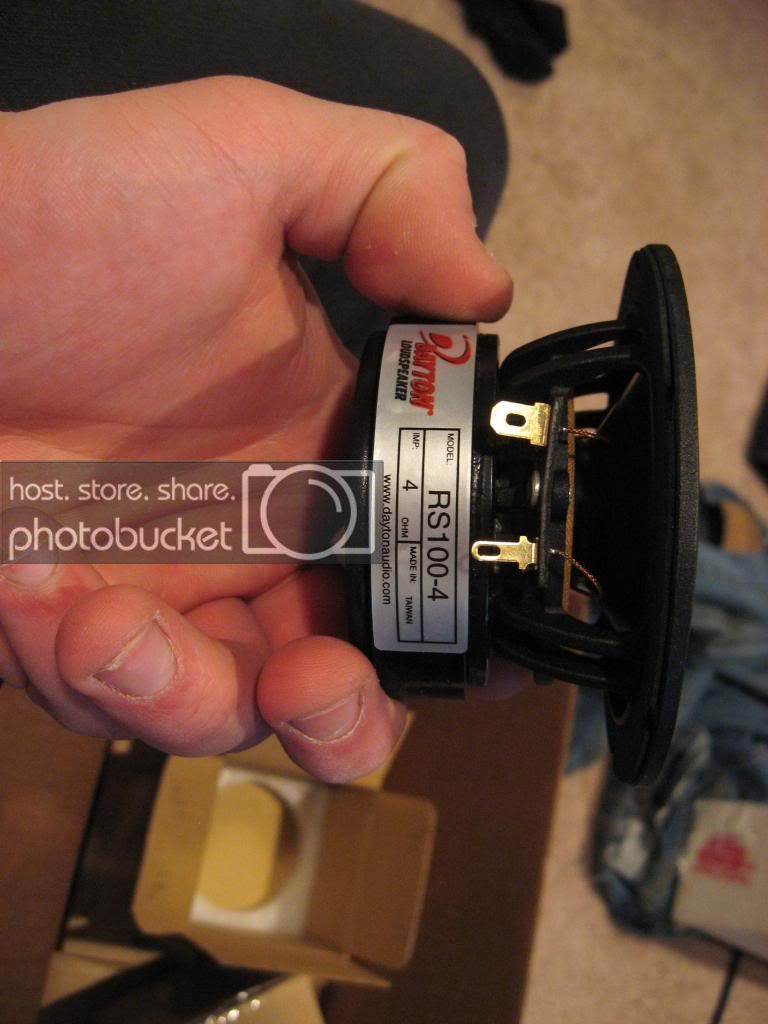 DAYTON
LOUDSPEAKER
MODEL: RS100-4
IMP: 4 OHM MADE IN: TAIWAN
www.daytonaudio.com
host. store. share.
photobucket